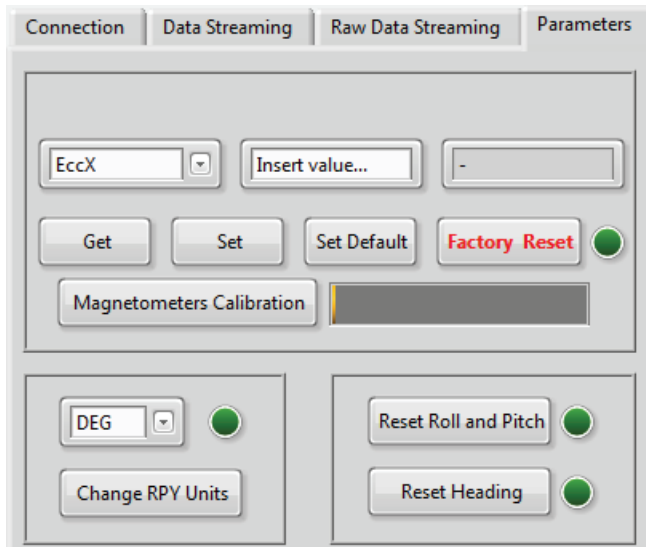 Connection Data Streaming Raw Data Streaming Parameters
EccX Insert value... -
Get Set Set Default Factory Reset
Magnetometers Calibration
DEG
Change RPY Units
Reset Roll and Pitch
Reset Heading